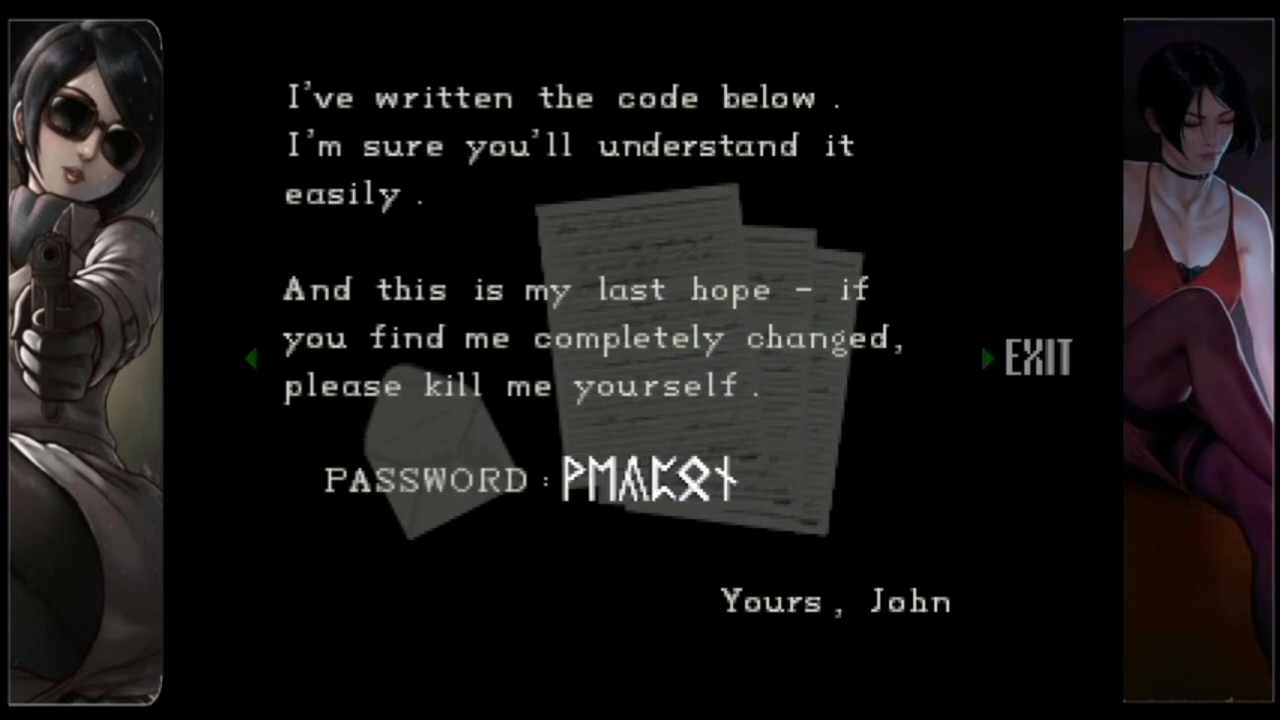 I've written the code below .
I'm sure you'll understand it
easily .
And this is my last hope - if
you find me completely changed,
please kill me yourself .
EXIT
PASSWORD :
Yours, John